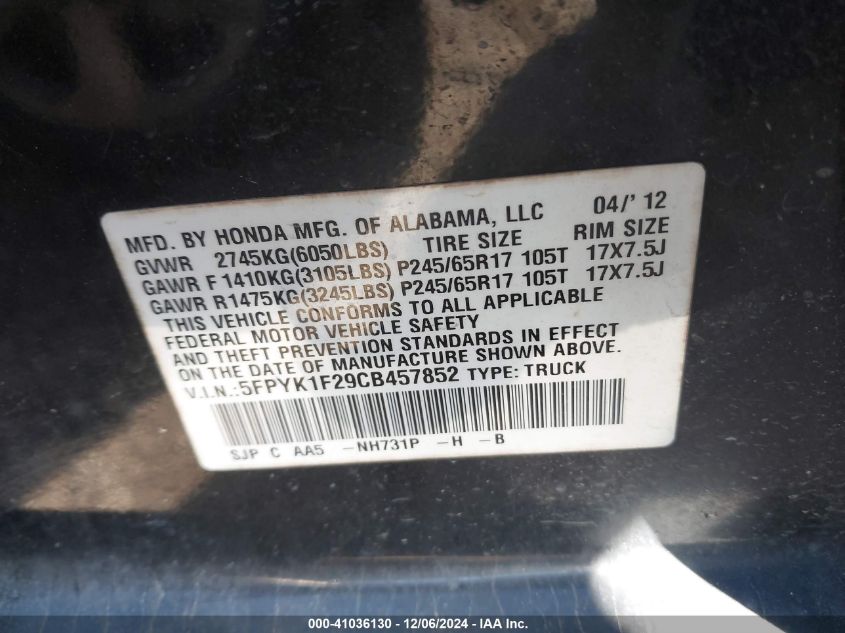 MFD. BY HONDA MFG. OF ALABAMA, LLC 04/'12
GVWR 2745KG(6050LBS) TIRE SIZE RIM SIZE
GAWR F 1410KG(3105LBS) P245/65R17 105T 17X7.5J
GAWR R1475KG(3245LBS) P245/65R17 105T 17X7.5J
THIS VEHICLE CONFORMS TO ALL APPLICABLE
FEDERAL MOTOR VEHICLE SAFETY
AND THEFT PREVENTION STANDARDS IN EFFECT
ON THE DATE OF MANUFACTURE SHOWN ABOVE.
V.I.N.:5FPYK1F29CB457852 TYPE: TRUCK
SJP C AA5 -NH731P -H -B
000-41036130 - 12/06/2024 - IAA Inc.